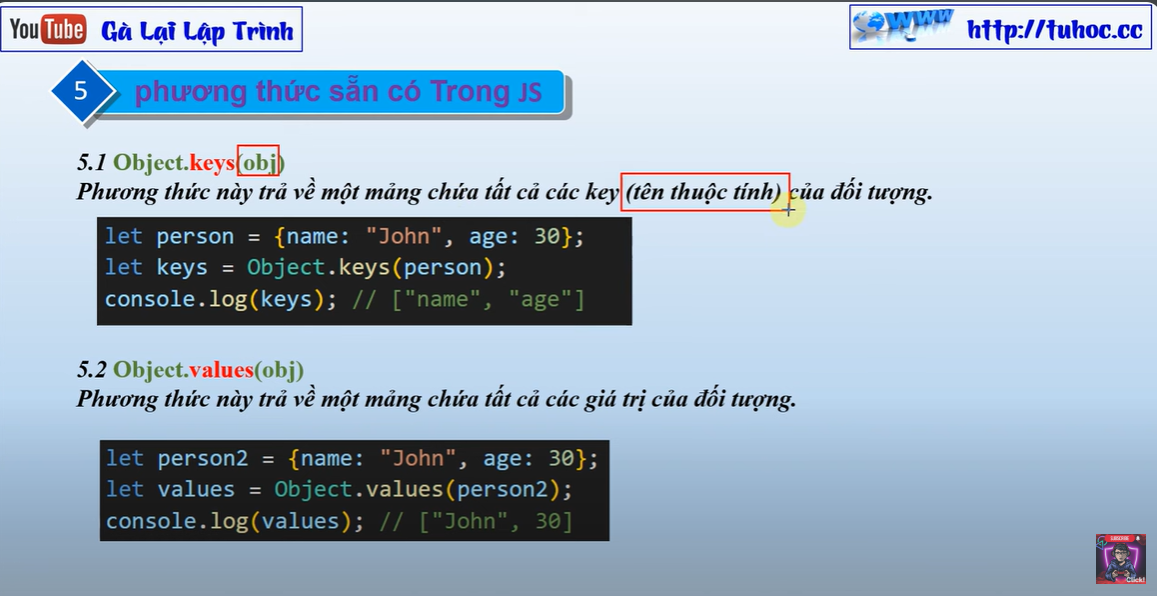 YouTube Gà Lại Lập Trình
WWW http://tuhoc.cc
5 phương thức sẵn có Trong JS
5.1 Object.keys(obj)
Phương thức này trả về một mảng chứa tất cả các key (tên thuộc tính) của đối tượng.
let person = {name: "John", age: 30};
let keys = Object.keys(person);
console.log(keys); // ["name", "age"]
5.2 Object.values(obj)
Phương thức này trả về một mảng chứa tất cả các giá trị của đối tượng.
let person2 = {name: "John", age: 30};
let values = Object.values(person2);
console.log(values); // ["John", 30]
SUBSCRIBE
Click!